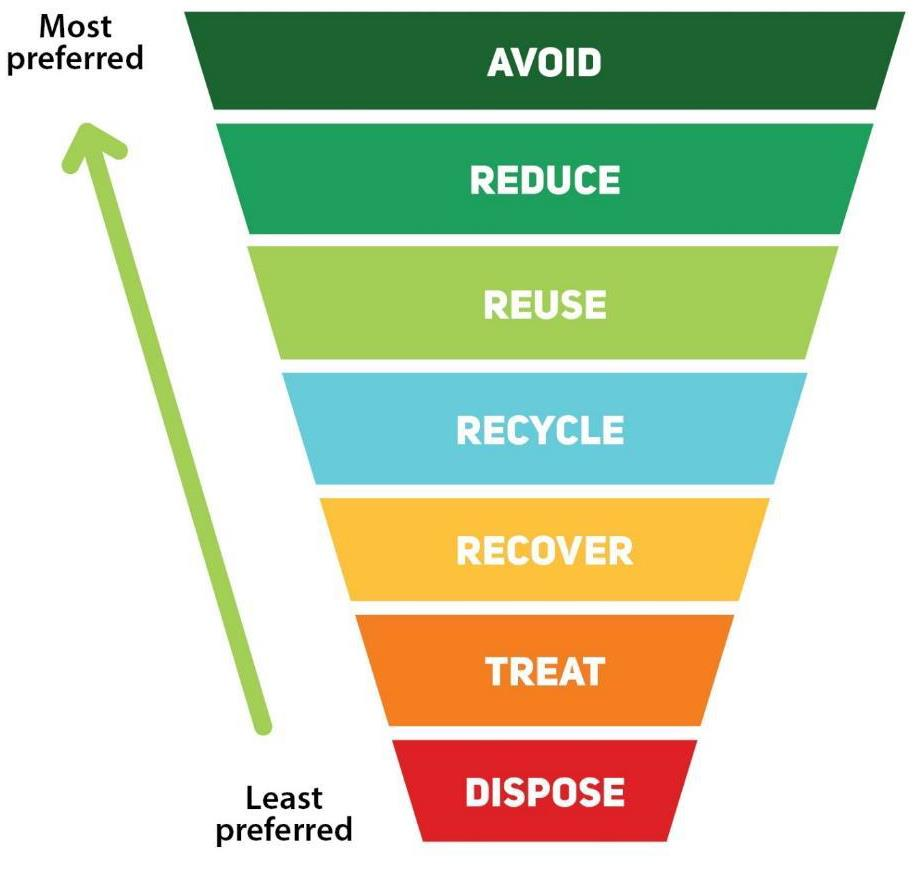 Most
preferred
AVOID
REDUCE
REUSE
RECYCLE
RECOVER
TREAT
DISPOSE
Least
preferred